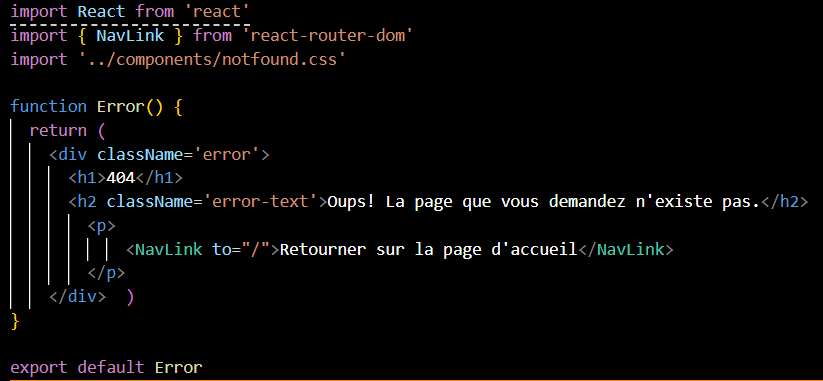 import React from 'react'
import { NavLink } from 'react-router-dom'
import '../components/notfound.css'

function Error() {
  return (
    <div className='error'>
      <h1>404</h1>
      <h2 className='error-text'>Oups! La page que vous demandez n'existe pas.</h2>
        <p>
            <NavLink to="/">Retourner sur la page d'accueil</NavLink>
        </p>
    </div>  )
}

export default Error